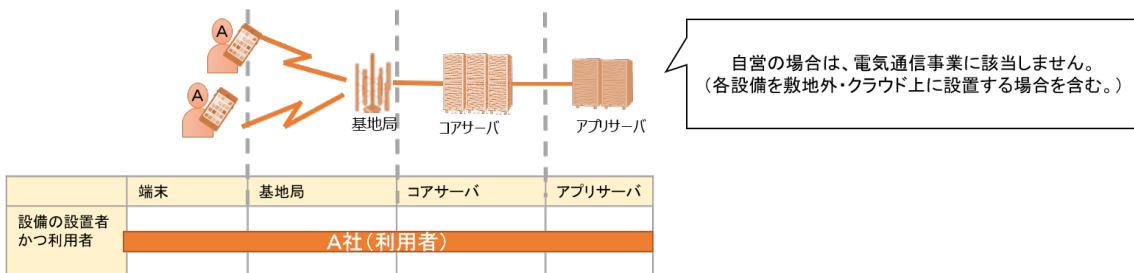 A
A
自営の場合は、電気通信事業に該当しません。
(各設備を敷地外・クラウド上に設置する場合を含む。)
基地局
コアサーバ
アプリサーバ
端末
基地局
コアサーバ
アプリサーバ
設備の設置者
かつ利用者
A社(利用者)